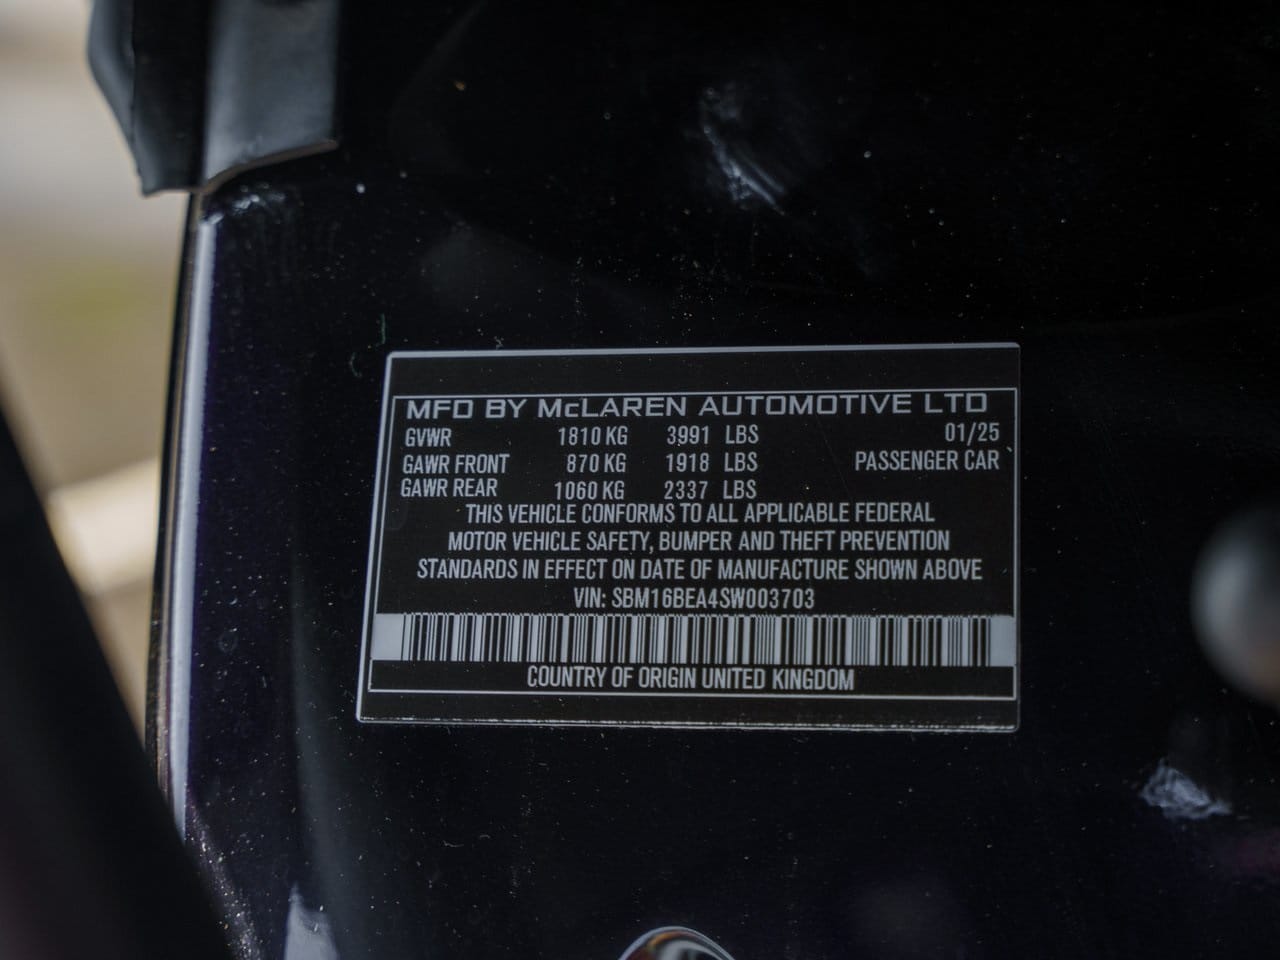 MFD BY McLAREN AUTOMOTIVE LTD
GVWR 1810 KG 3991 LBS 01/25
GAWR FRONT 870 KG 1918 LBS PASSENGER CAR
GAWR REAR 1060 KG 2337 LBS
THIS VEHICLE CONFORMS TO ALL APPLICABLE FEDERAL
MOTOR VEHICLE SAFETY, BUMPER AND THEFT PREVENTION
STANDARDS IN EFFECT ON DATE OF MANUFACTURE SHOWN ABOVE
VIN: SBM16BEA4SW003703
COUNTRY OF ORIGIN UNITED KINGDOM